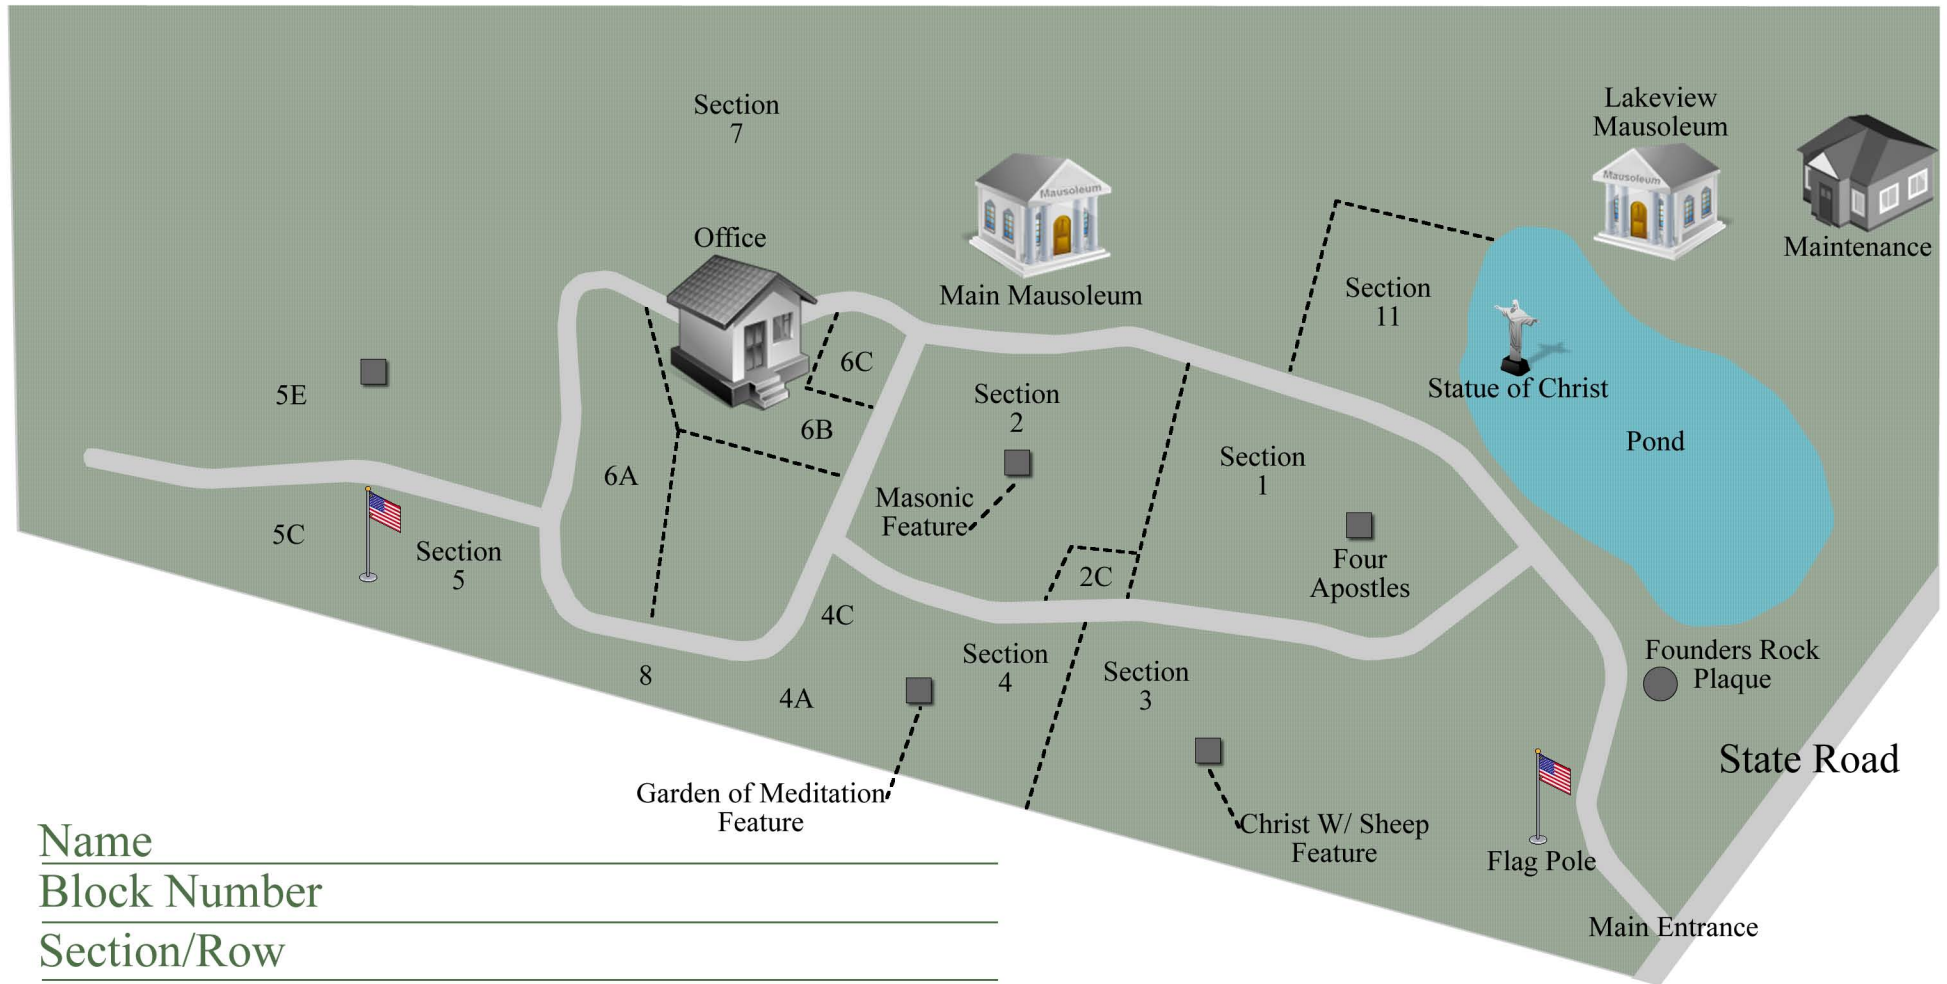 Section
7
Lakeview
Mausoleum
Mausoleum
Mausoleum
Maintenance
Office
Main Mausoleum
Section
11
Statue of Christ
Pond
6C
6B
6A
5E
Section
2
Masonic
Feature
Section
1
Four
Apostles
5C
Section
5
2C
4C
Section
4
Section
3
8
4A
Founders Rock
Plaque
State Road
Garden of Meditation
Feature
Christ W/ Sheep
Feature
Flag Pole
Main Entrance
Name
Block Number
Section/Row